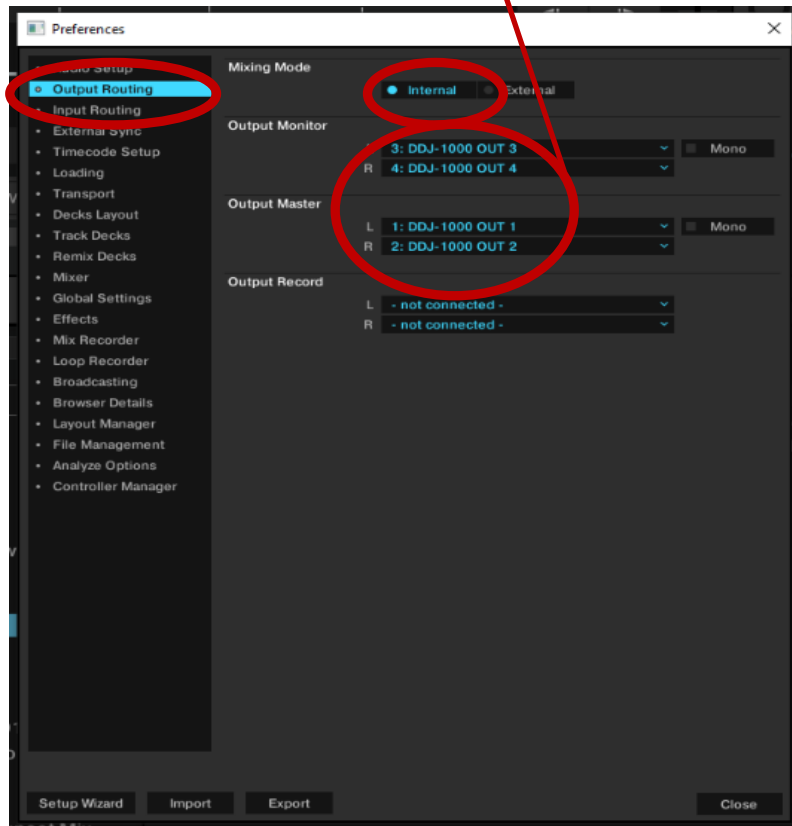 Preferences
Audio Setup
Output Routing
Input Routing
External Sync
Timecode Setup
Loading
Transport
Decks Layout
Track Decks
Remix Decks
Mixer
Global Settings
Effects
Mix Recorder
Loop Recorder
Broadcasting
Browser Details
Layout Manager
File Management
Analyze Options
Controller Manager
Mixing Mode
Internal External
Output Monitor
3: DDJ-1000 OUT 3 Mono
R 4: DDJ-1000 OUT 4
Output Master
L 1: DDJ-1000 OUT 1 Mono
R 2: DDJ-1000 OUT 2
Output Record
L - not connected -
R - not connected -
Setup Wizard Import Export Close